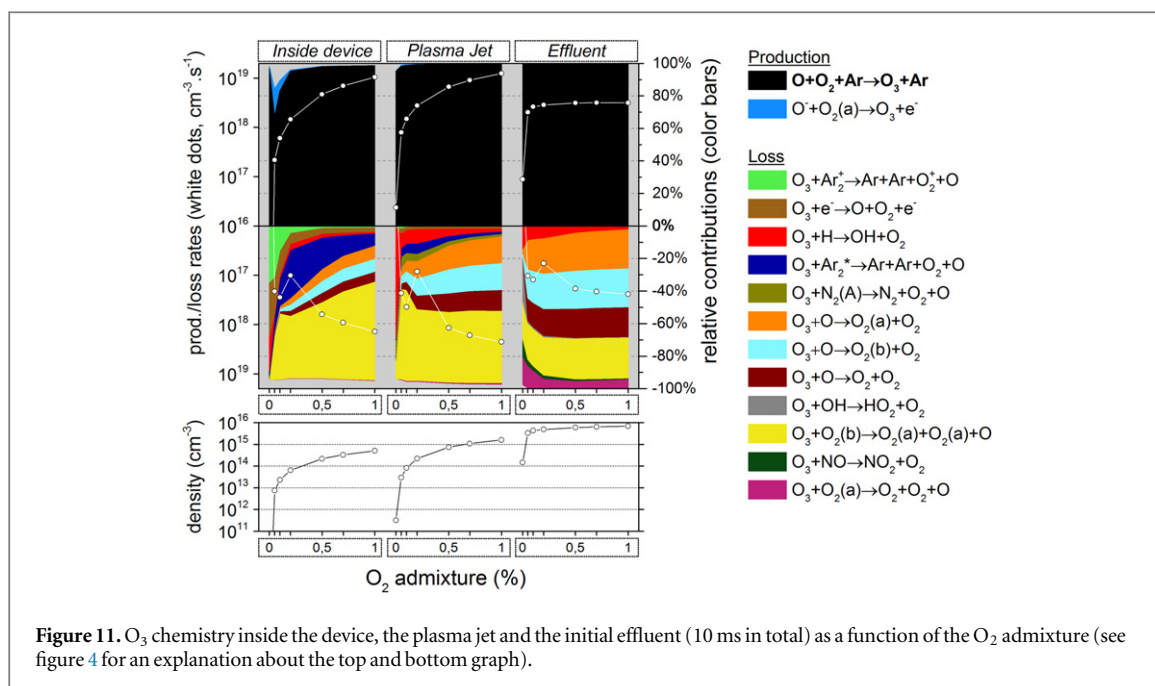 Inside device Plasma Jet Effluent
prod./loss rates (white dots, cm⁻³.s⁻¹)
10¹⁹
10¹⁸
10¹⁷
10¹⁶
10¹⁷
10¹⁸
10¹⁹
100%
80%
60%
40%
20%
0%
-20%
-40%
-60%
-80%
-100%
relative contributions (color bars)
0 0,5 1 0 0,5 1 0 0,5 1
density (cm⁻³)
10¹⁶
10¹⁵
10¹⁴
10¹³
10¹²
10¹¹
0 0,5 1 0 0,5 1 0 0,5 1
O₂ admixture (%)
Production
O+O₂+Ar→O₃+Ar
O⁻+O₂(a)→O₃+e⁻
Loss
O₃+Ar₂⁺→Ar+Ar+O₂⁺+O
O₃+e⁻→O+O₂+e⁻
O₃+H→OH+O₂
O₃+Ar₂*→Ar+Ar+O₂+O
O₃+N₂(A)→N₂+O₂+O
O₃+O→O₂(a)+O₂
O₃+O→O₂(b)+O₂
O₃+O→O₂+O₂
O₃+OH→HO₂+O₂
O₃+O₂(b)→O₂(a)+O₂(a)+O
O₃+NO→NO₂+O₂
O₃+O₂(a)→O₂+O₂+O
Figure 11. O₃ chemistry inside the device, the plasma jet and the initial effluent (10 ms in total) as a function of the O₂ admixture (see
figure 4 for an explanation about the top and bottom graph).